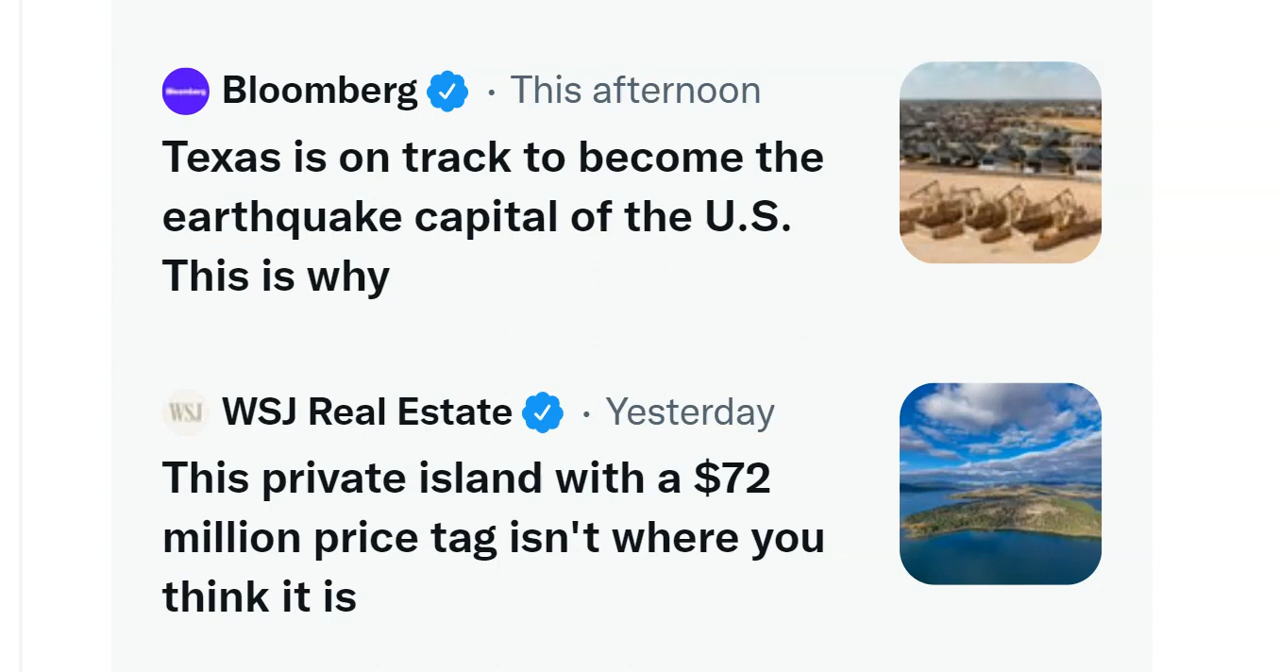 Bloomberg · This afternoon
Texas is on track to become the
earthquake capital of the U.S.
This is why
WSJ WSJ Real Estate · Yesterday
This private island with a $72
million price tag isn't where you
think it is